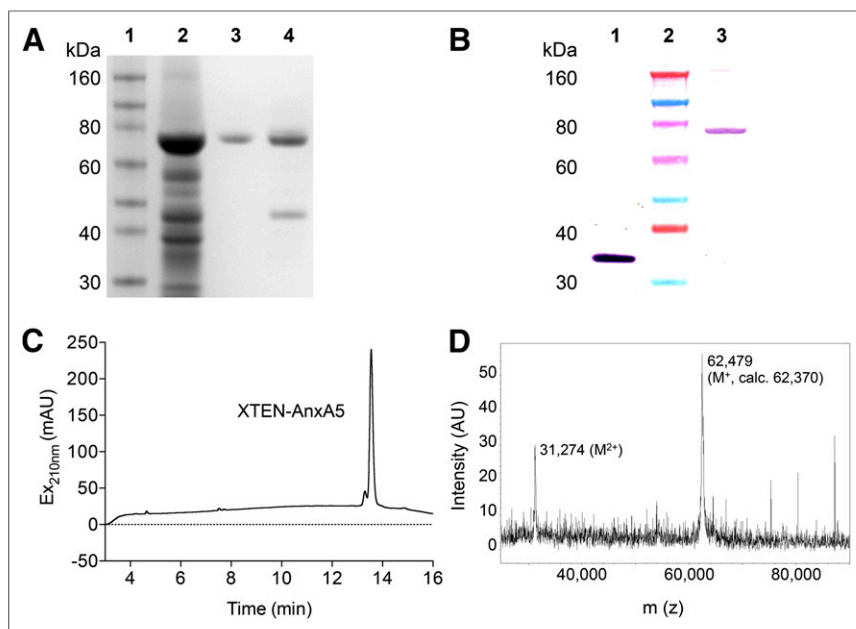 A
1 2 3 4
kDa
160
80
60
40
30
B
1 2 3
kDa
160
80
60
40
30
C
250
200
150
100
50
0
-50
Ex210nm (mAU)
XTEN-AnxA5
4 6 8 10 12 14 16
Time (min)
D
50
40
30
20
10
0
Intensity (AU)
62,479
(M+, calc. 62,370)
31,274 (M2+)
40,000 60,000 80,000
m (z)